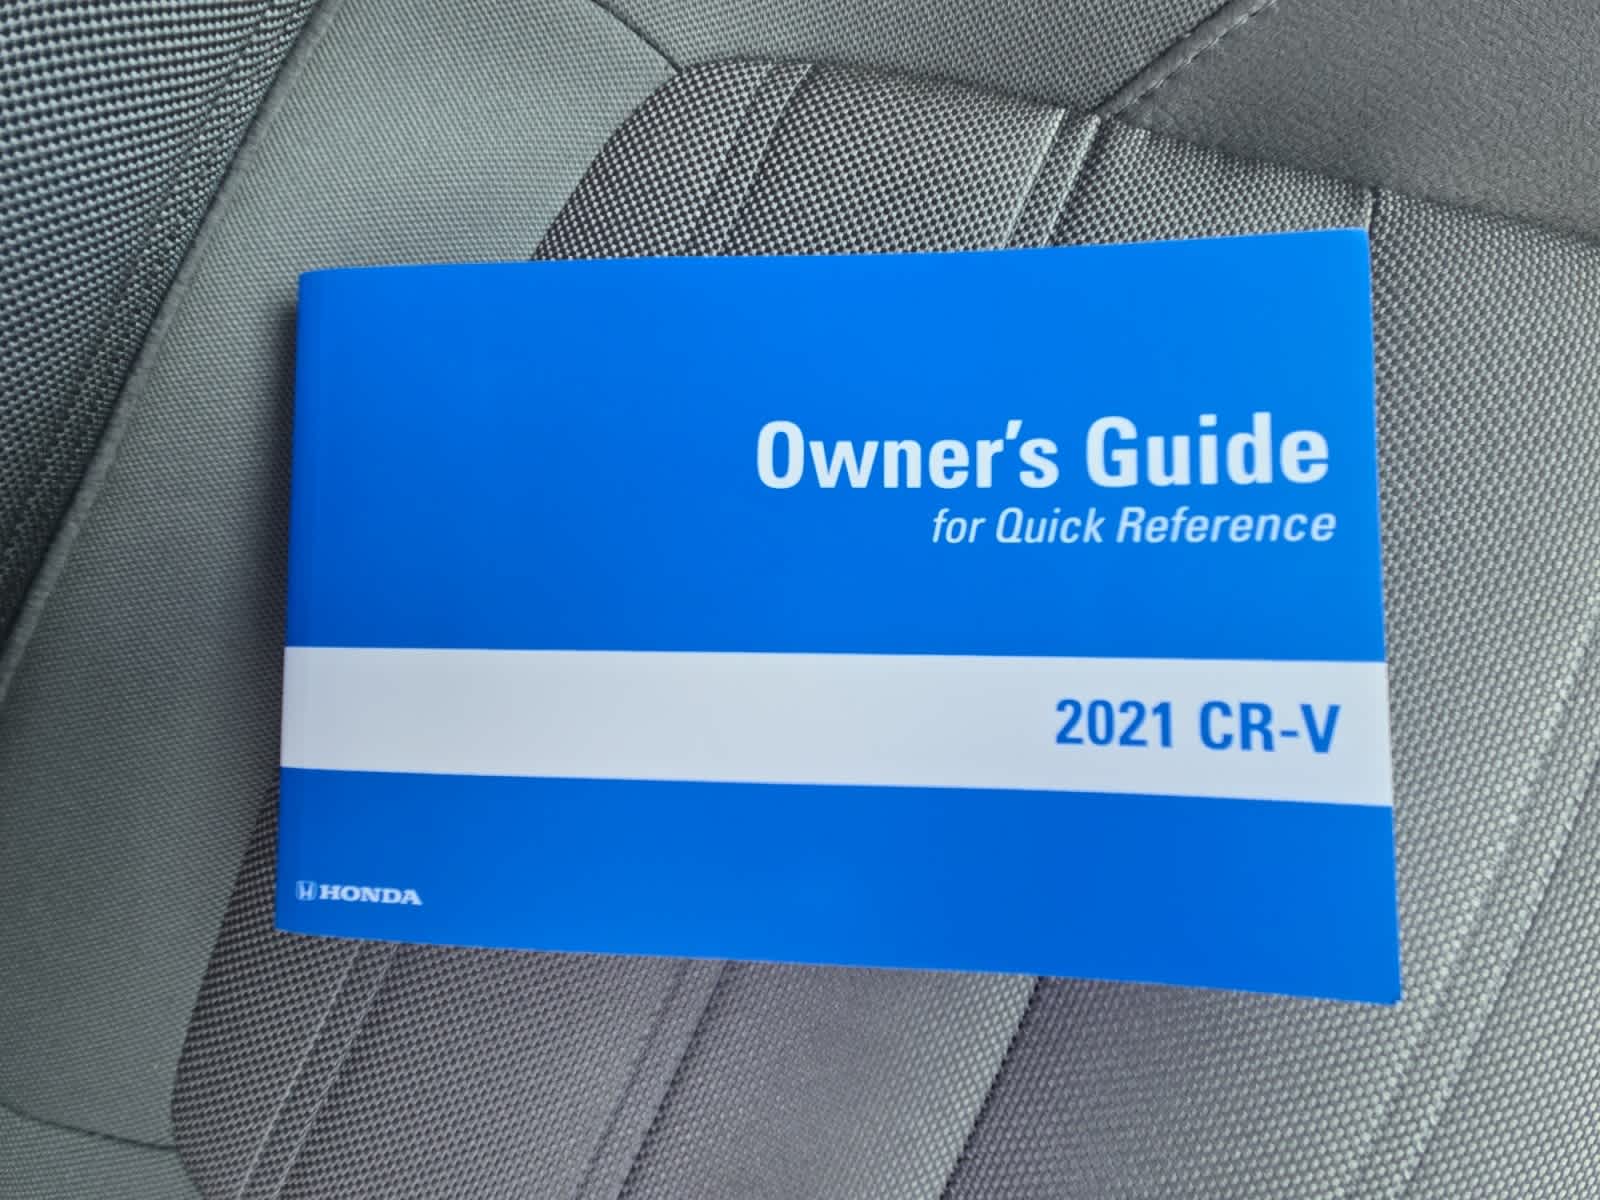 Owner's Guide
for Quick Reference
2021 CR-V
HONDA